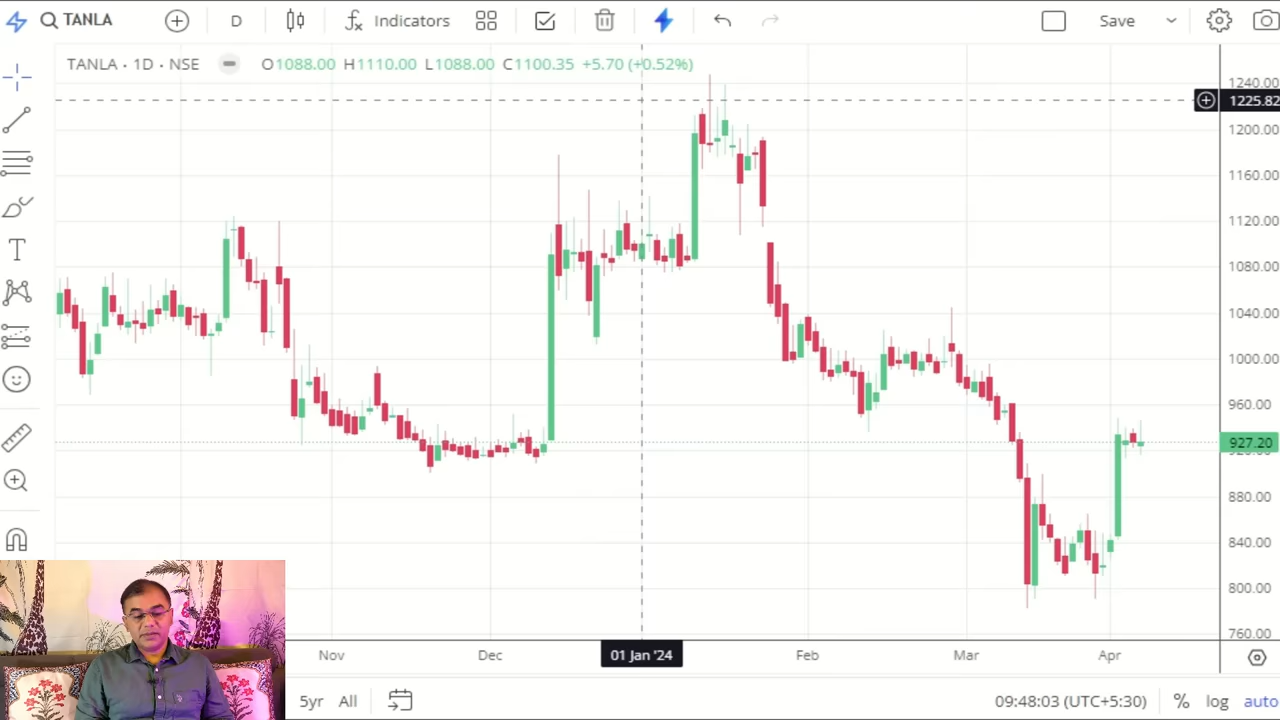 TANLA
D
Indicators
Save
TANLA · 1D · NSE
O1088.00 H1110.00 L1088.00 C1100.35 +5.70 (+0.52%)
1240.00
1225.82
1200.00
1160.00
1120.00
1080.00
1040.00
1000.00
960.00
927.20
880.00
840.00
800.00
760.00
Nov
Dec
01 Jan '24
Feb
Mar
Apr
5yr
All
09:48:03 (UTC+5:30)
%
log
auto